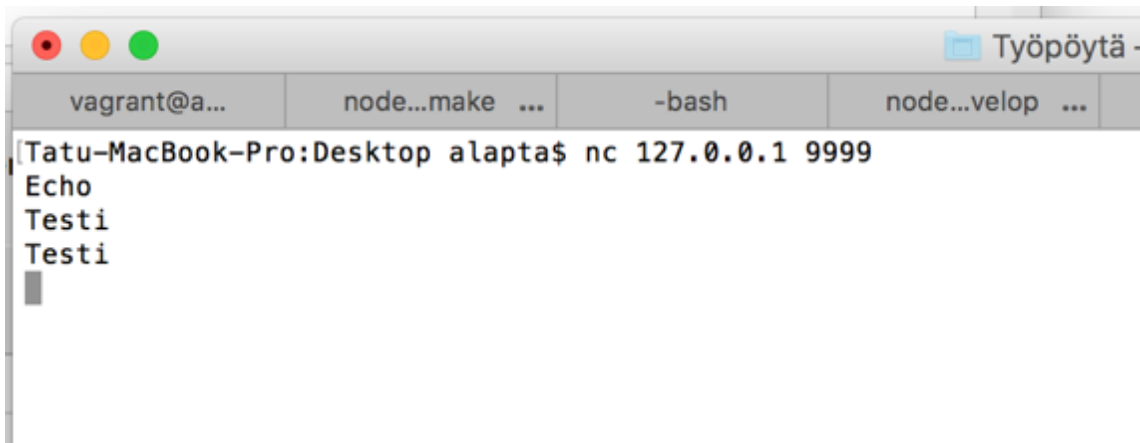 Työpöytä -
vagrant@a... node...make ... -bash node...velop ...
[Tatu-MacBook-Pro:Desktop alapta$ nc 127.0.0.1 9999
Echo
Testi
Testi